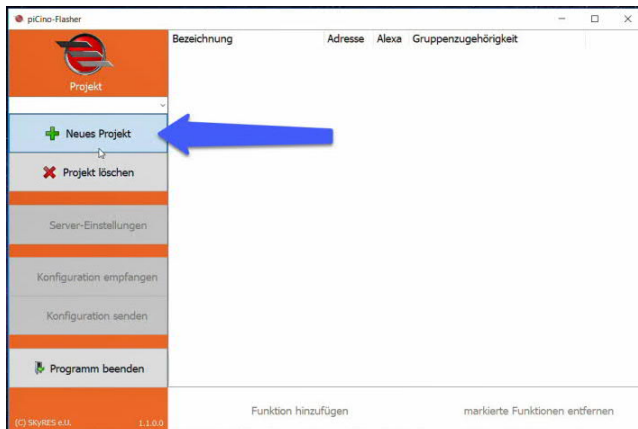 piCino-Flasher
Bezeichnung Adresse Alexa Gruppenzugehörigkeit
Projekt
Neues Projekt
Projekt löschen
Server-Einstellungen
Konfiguration empfangen
Konfiguration senden
Programm beenden
Funktion hinzufügen markierte Funktionen entfernen
(C) SKyRES e.U. 1.1.0.0